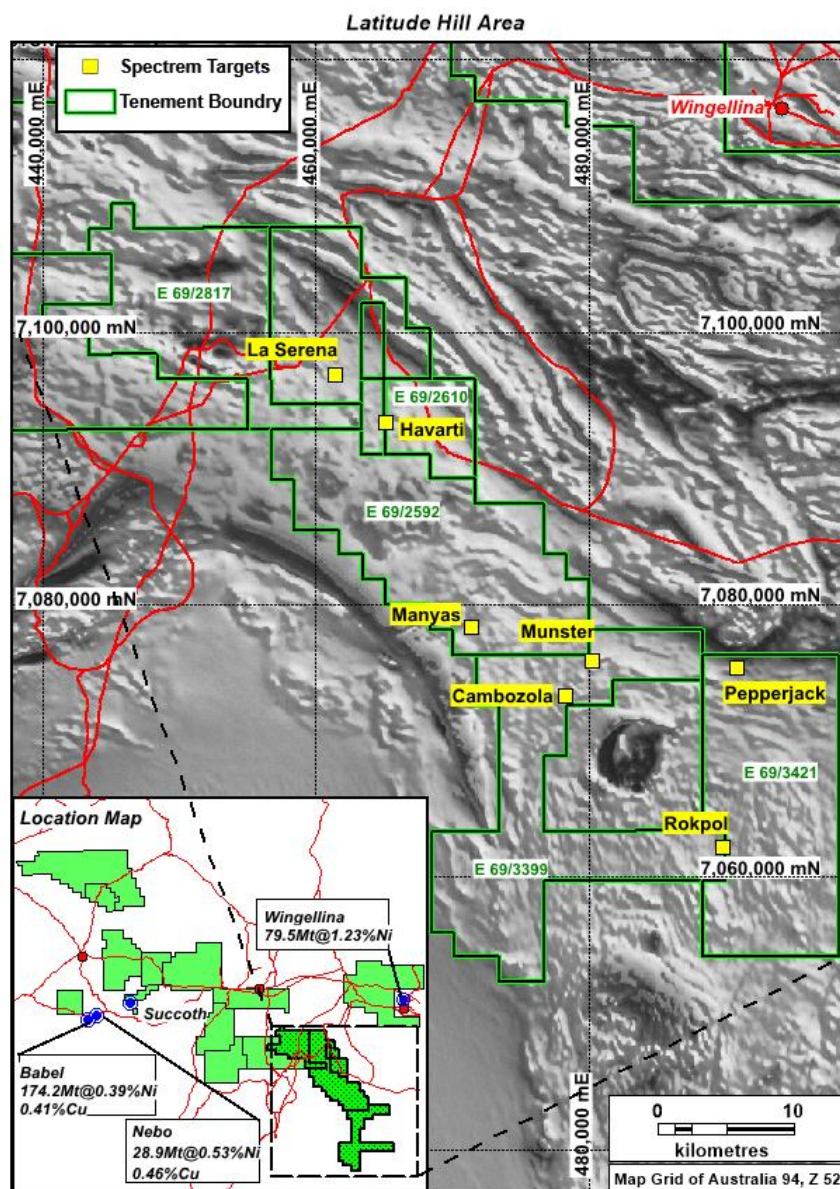 Latitude Hill Area
Spectrem Targets
Tenement Boundry
440,000 mE
460,000 mE
480,000 mE
Wingellina
E 69/2817
7,100,000 mN
7,100,000 mN
La Serena
E 69/2610
Havarti
E 69/2592
7,080,000 mN
7,080,000 mN
Manyas
Munster
Cambozola
Pepperjack
E 69/3421
Rokpol
7,060,000 mN
E 69/3399
Location Map
Wingellina
79.5Mt@1.23%Ni
Succoth
Babel
174.2Mt@0.39%Ni
0.41%Cu
Nebo
28.9Mt@0.53%Ni
0.46%Cu
480,000 mE
0 10
kilometres
Map Grid of Australia 94, Z 52